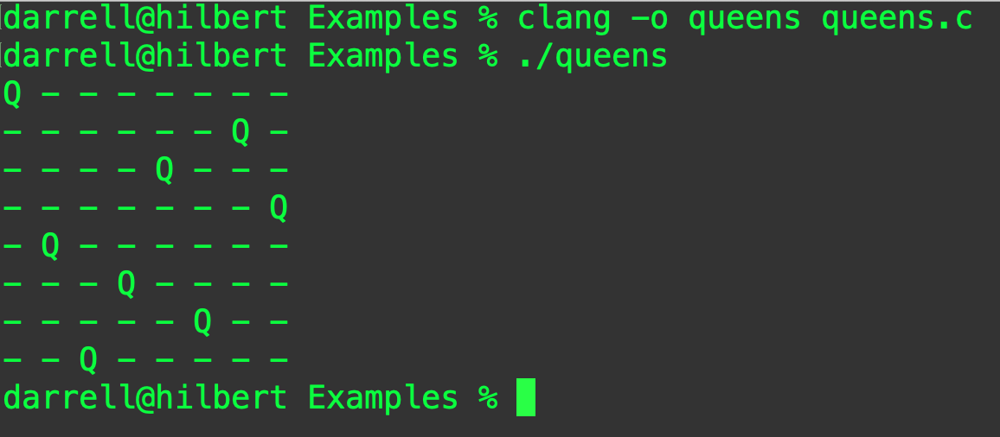 darrell@hilbert Examples % clang -o queens queens.c
darrell@hilbert Examples % ./queens
Q - - - - - - -
- - - - - - Q -
- - - - Q - - -
- - - - - - - Q
- Q - - - - - -
- - - Q - - - -
- - - - - Q - -
- - Q - - - - -
darrell@hilbert Examples %